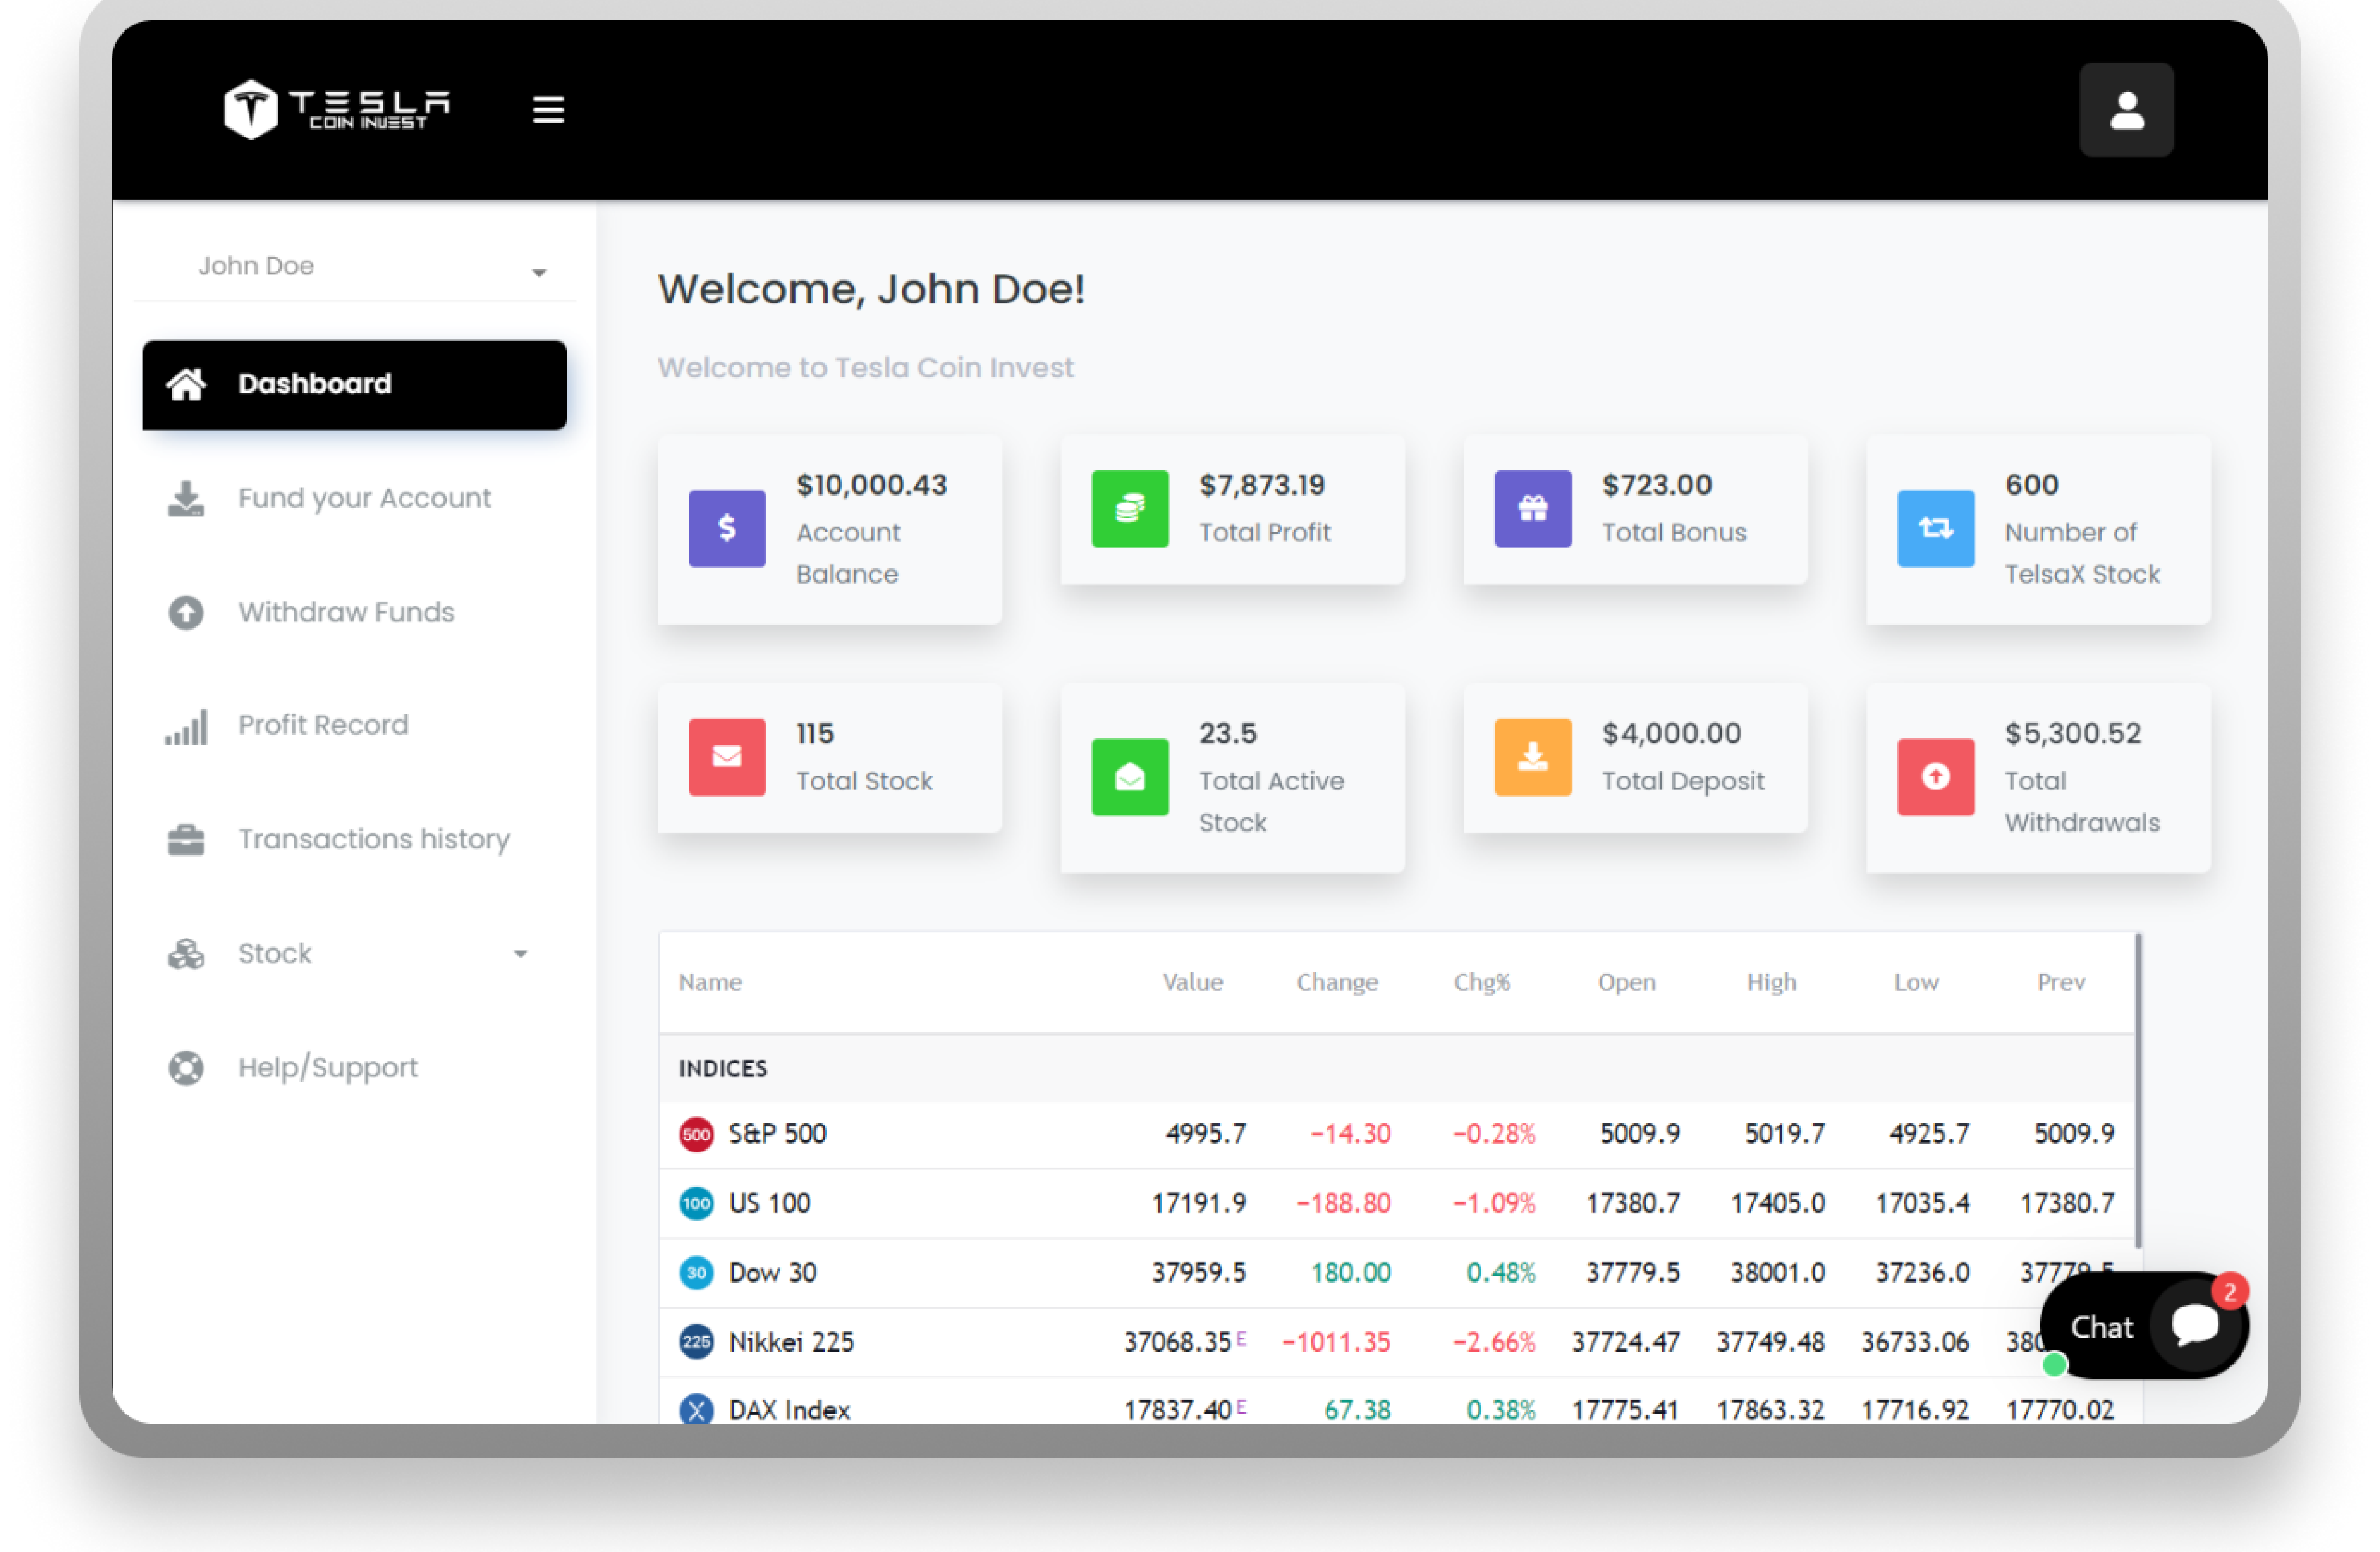 TESLA
COIN INVEST
John Doe
Dashboard
Fund your Account
Withdraw Funds
Profit Record
Transactions history
Stock
Help/Support
Welcome, John Doe!
Welcome to Tesla Coin Invest
$10,000.43
Account
Balance
$7,873.19
Total Profit
$723.00
Total Bonus
600
Number of
TelsaX Stock
115
Total Stock
23.5
Total Active
Stock
$4,000.00
Total Deposit
$5,300.52
Total
Withdrawals
Name Value Change Chg% Open High Low Prev
INDICES
500 S&P 500 4995.7 −14.30 −0.28% 5009.9 5019.7 4925.7 5009.9
100 US 100 17191.9 −188.80 −1.09% 17380.7 17405.0 17035.4 17380.7
30 Dow 30 37959.5 180.00 0.48% 37779.5 38001.0 37236.0 37779.5
225 Nikkei 225 37068.35 E −1011.35 −2.66% 37724.47 37749.48 36733.06
X DAX Index 17837.40 E 67.38 0.38% 17775.41 17863.32 17716.92 17770.02
Chat
2